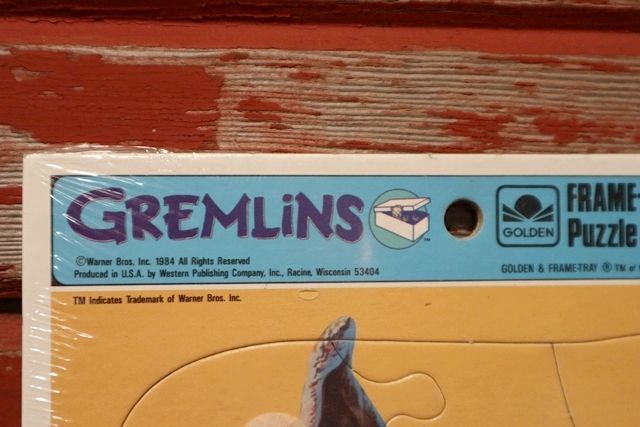 GREMLiNS
TM
©Warner Bros. Inc. 1984 All Rights Reserved
Produced in U.S.A. by Western Publishing Company, Inc., Racine, Wisconsin 53404
GOLDEN
FRAME-
Puzzle
GOLDEN & FRAME-TRAY ® TM of
TM Indicates Trademark of Warner Bros. Inc.